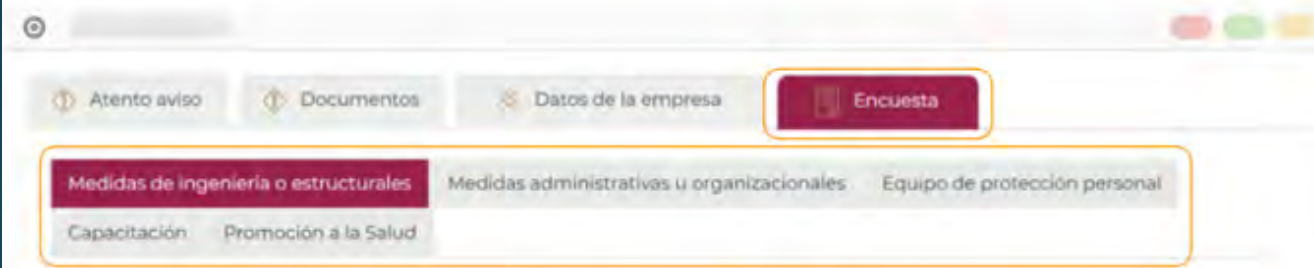 Atento aviso Documentos Datos de la empresa Encuesta
Medidas de ingeniería o estructurales Medidas administrativas u organizacionales Equipo de protección personal
Capacitación Promoción a la Salud